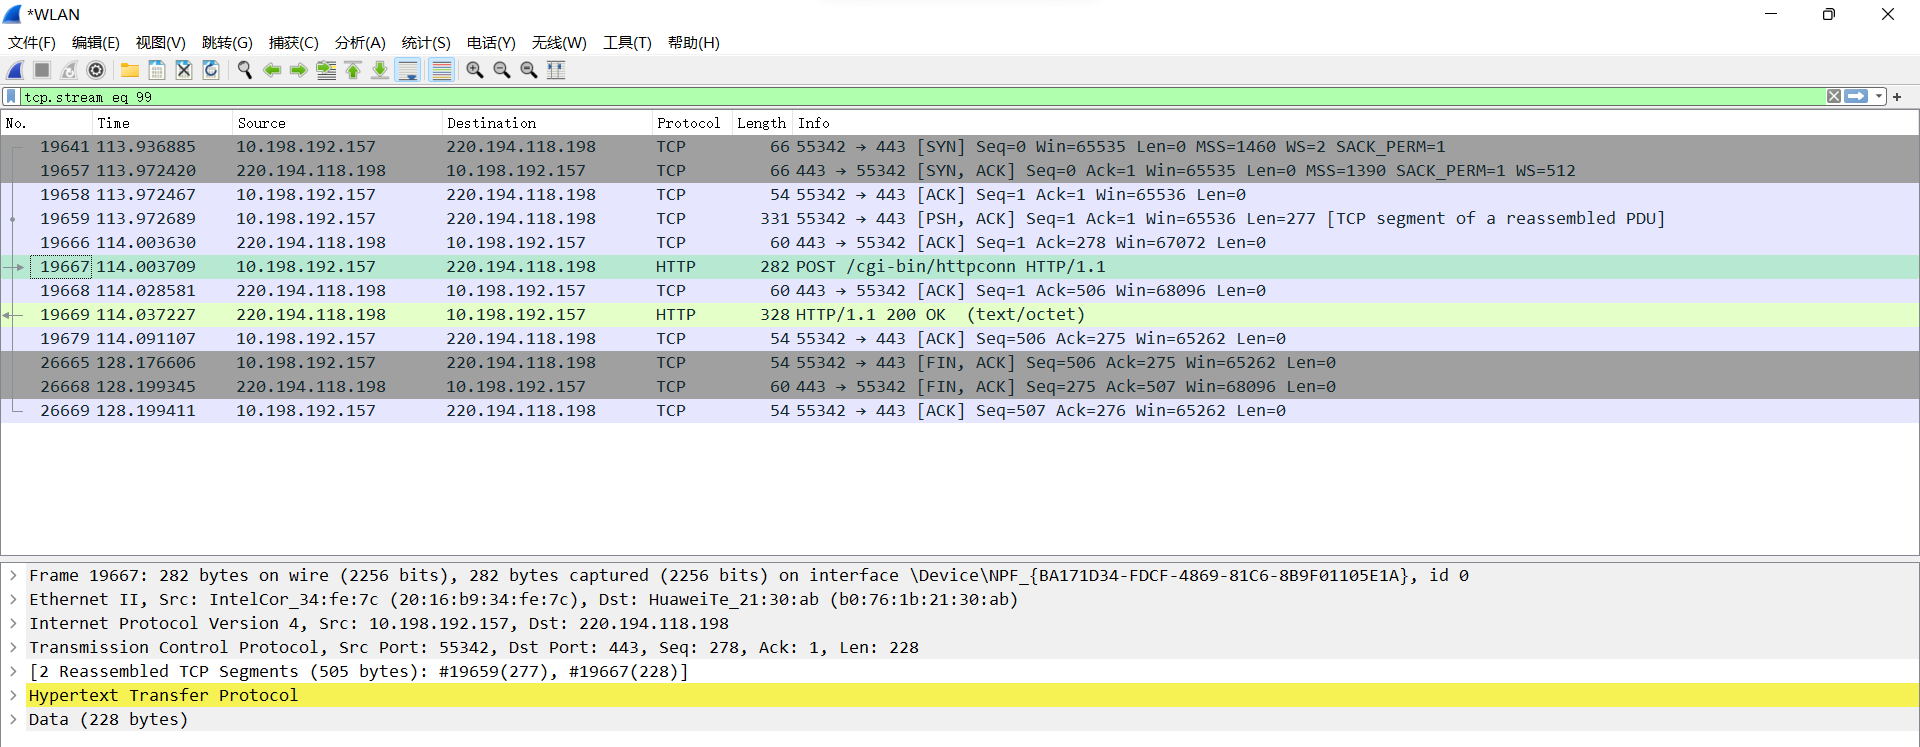 *WLAN
文件(F) 编辑(E) 视图(V) 跳转(G) 捕获(C) 分析(A) 统计(S) 电话(Y) 无线(W) 工具(T) 帮助(H)
tcp.stream eq 99
No. Time Source Destination Protocol Length Info
19641 113.936885 10.198.192.157 220.194.118.198 TCP 66 55342 → 443 [SYN] Seq=0 Win=65535 Len=0 MSS=1460 WS=2 SACK_PERM=1
19657 113.972420 220.194.118.198 10.198.192.157 TCP 66 443 → 55342 [SYN, ACK] Seq=0 Ack=1 Win=65535 Len=0 MSS=1390 SACK_PERM=1 WS=512
19658 113.972467 10.198.192.157 220.194.118.198 TCP 54 55342 → 443 [ACK] Seq=1 Ack=1 Win=65536 Len=0
19659 113.972689 10.198.192.157 220.194.118.198 TCP 331 55342 → 443 [PSH, ACK] Seq=1 Ack=1 Win=65536 Len=277 [TCP segment of a reassembled PDU]
19666 114.003630 220.194.118.198 10.198.192.157 TCP 60 443 → 55342 [ACK] Seq=1 Ack=278 Win=67072 Len=0
19667 114.003709 10.198.192.157 220.194.118.198 HTTP 282 POST /cgi-bin/httpconn HTTP/1.1
19668 114.028581 220.194.118.198 10.198.192.157 TCP 60 443 → 55342 [ACK] Seq=1 Ack=506 Win=68096 Len=0
19669 114.037227 220.194.118.198 10.198.192.157 HTTP 328 HTTP/1.1 200 OK (text/octet)
19679 114.091107 10.198.192.157 220.194.118.198 TCP 54 55342 → 443 [ACK] Seq=506 Ack=275 Win=65262 Len=0
26665 128.176606 10.198.192.157 220.194.118.198 TCP 54 55342 → 443 [FIN, ACK] Seq=506 Ack=275 Win=65262 Len=0
26668 128.199345 220.194.118.198 10.198.192.157 TCP 60 443 → 55342 [FIN, ACK] Seq=275 Ack=507 Win=68096 Len=0
26669 128.199411 10.198.192.157 220.194.118.198 TCP 54 55342 → 443 [ACK] Seq=507 Ack=276 Win=65262 Len=0
Frame 19667: 282 bytes on wire (2256 bits), 282 bytes captured (2256 bits) on interface \Device\NPF_{BA171D34-FDCF-4869-81C6-8B9F01105E1A}, id 0
Ethernet II, Src: IntelCor_34:fe:7c (20:16:b9:34:fe:7c), Dst: HuaweiTe_21:30:ab (b0:76:1b:21:30:ab)
Internet Protocol Version 4, Src: 10.198.192.157, Dst: 220.194.118.198
Transmission Control Protocol, Src Port: 55342, Dst Port: 443, Seq: 278, Ack: 1, Len: 228
[2 Reassembled TCP Segments (505 bytes): #19659(277), #19667(228)]
Hypertext Transfer Protocol
Data (228 bytes)